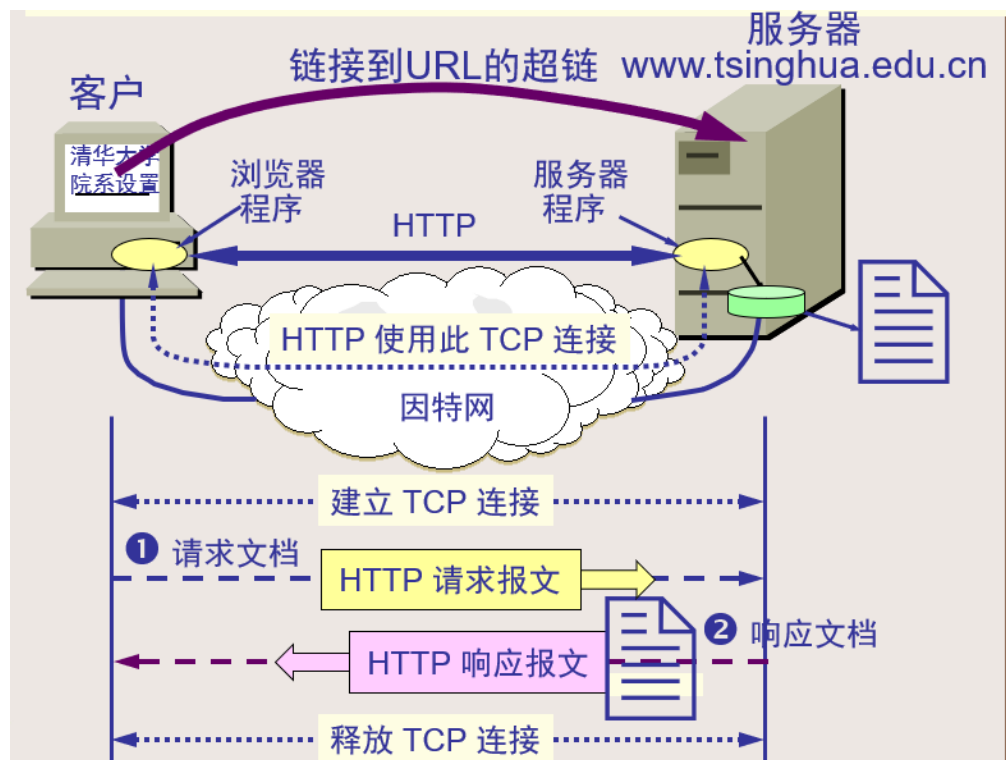 服务器
链接到URL的超链
www.tsinghua.edu.cn
客户
清华大学
院系设置
浏览器
程序
服务器
程序
HTTP
HTTP 使用此 TCP 连接
因特网
建立 TCP 连接
❶ 请求文档
HTTP 请求报文
❷ 响应文档
HTTP 响应报文
释放 TCP 连接